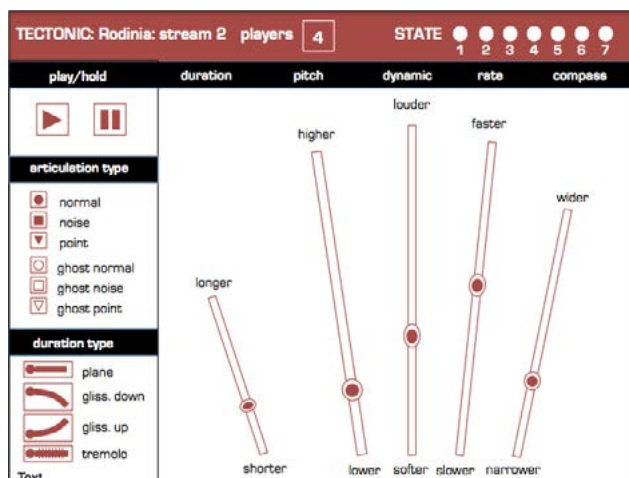 TECTONIC: Rodinia: stream 2 players 4 STATE
1 2 3 4 5 6 7
play/hold duration pitch dynamic rate compass
louder
faster
higher
articulation type
wider
normal
noise
point
ghost normal
ghost noise
ghost point
longer
duration type
plane
gliss. down
gliss. up
tremolo
shorter lower softer slower narrower
Text